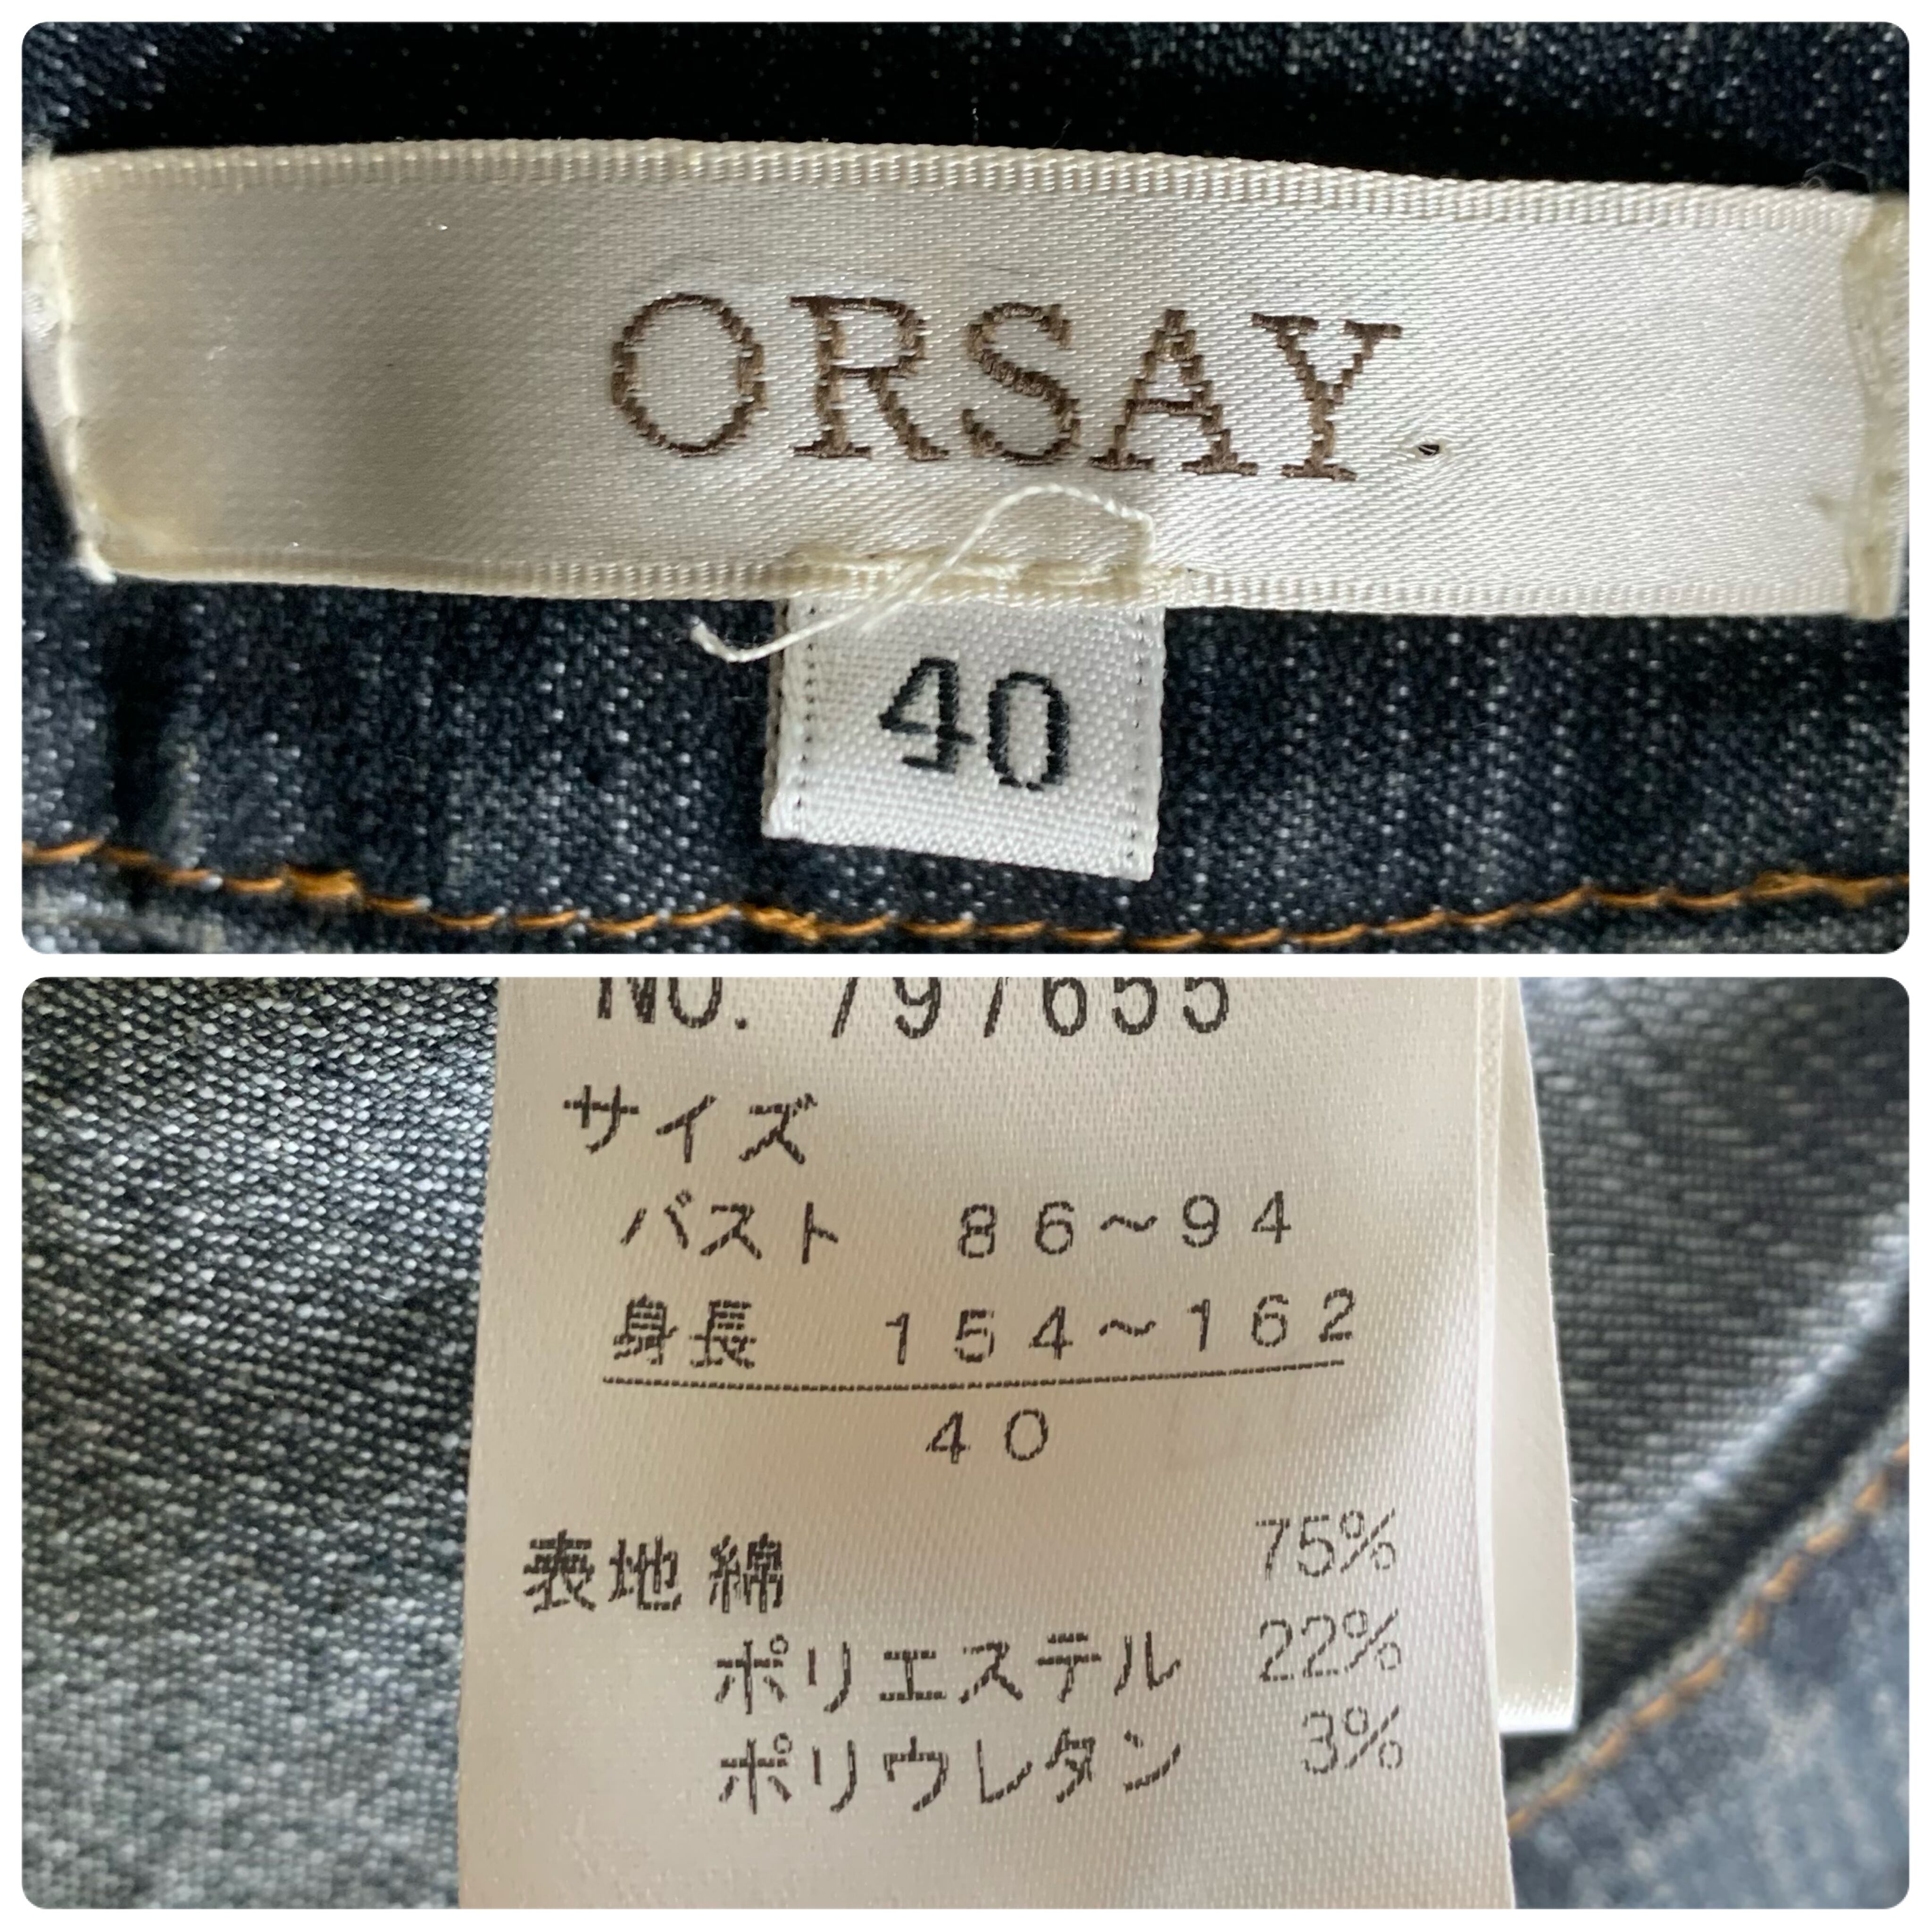 ORSAY
40
NO. 797655
サイズ
バスト 86〜94
身長 154〜162
40
表地 綿 75%
ポリエステル 22%
ポリウレタン 3%